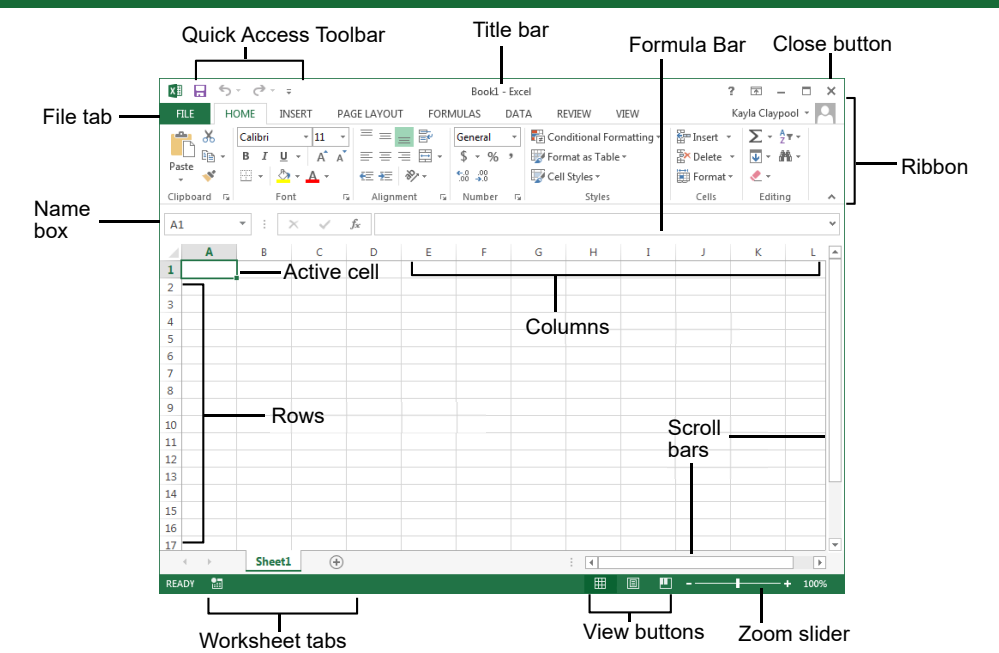 Quick Access Toolbar
Title bar
Formula Bar
Close button
Book1 - Excel
?
File tab
FILE HOME INSERT PAGE LAYOUT FORMULAS DATA REVIEW VIEW Kayla Claypool
Calibri 11 General Conditional Formatting Insert
Paste B I U A A $ % , Format as Table Delete
A .00 .0 Cell Styles Format
Clipboard Font Alignment Number Styles Cells Editing
Ribbon
Name
box
A1 fx
A B C D E F G H I J K L
1
Active cell
2
3
4
Columns
5
6
7
8
9
Rows
10
Scroll
bars
11
12
13
14
15
16
17
Sheet1
READY 100%
Worksheet tabs
View buttons
Zoom slider